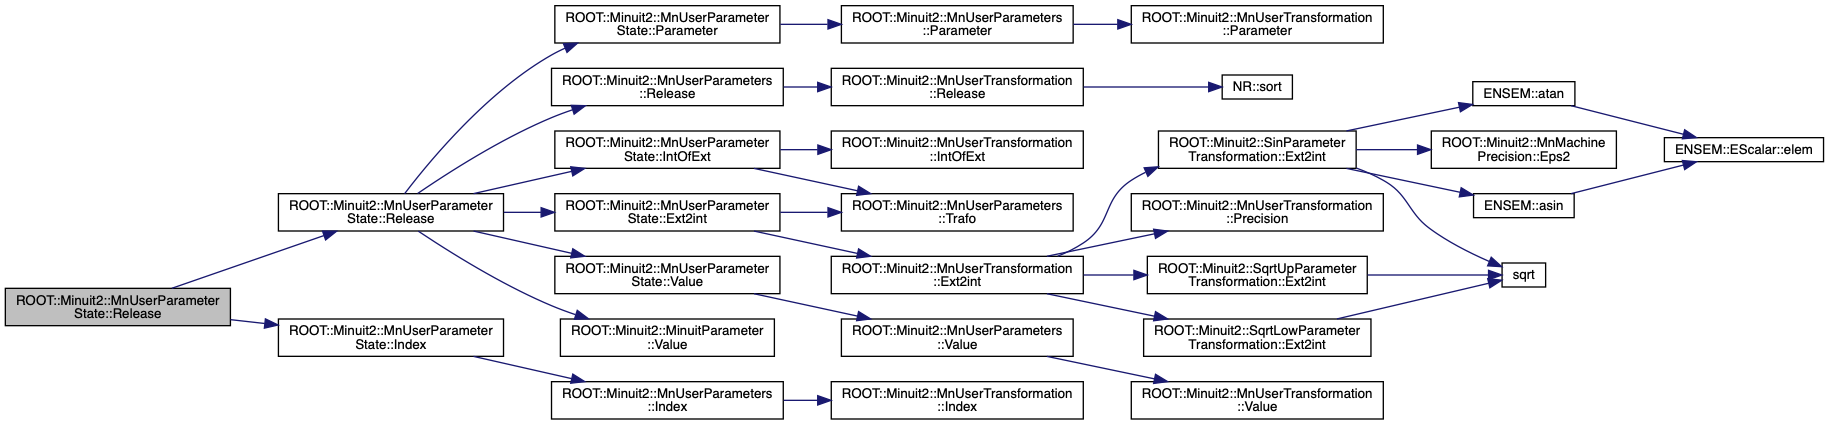 ROOT::Minuit2::MnUserParameter
State::Release
ROOT::Minuit2::MnUserParameter
State::Release
ROOT::Minuit2::MnUserParameter
State::Index
ROOT::Minuit2::MnUserParameter
State::Parameter
ROOT::Minuit2::MnUserParameters
::Release
ROOT::Minuit2::MnUserParameter
State::IntOfExt
ROOT::Minuit2::MnUserParameter
State::Ext2int
ROOT::Minuit2::MnUserParameter
State::Value
ROOT::Minuit2::MinuitParameter
::Value
ROOT::Minuit2::MnUserParameters
::Index
ROOT::Minuit2::MnUserParameters
::Parameter
ROOT::Minuit2::MnUserTransformation
::Release
ROOT::Minuit2::MnUserTransformation
::IntOfExt
ROOT::Minuit2::MnUserParameters
::Trafo
ROOT::Minuit2::MnUserTransformation
::Ext2int
ROOT::Minuit2::MnUserParameters
::Value
ROOT::Minuit2::MnUserTransformation
::Index
ROOT::Minuit2::MnUserTransformation
::Parameter
NR::sort
ROOT::Minuit2::SinParameter
Transformation::Ext2int
ROOT::Minuit2::MnUserTransformation
::Precision
ROOT::Minuit2::SqrtUpParameter
Transformation::Ext2int
ROOT::Minuit2::SqrtLowParameter
Transformation::Ext2int
ROOT::Minuit2::MnUserTransformation
::Value
ENSEM::atan
ROOT::Minuit2::MnMachine
Precision::Eps2
ENSEM::asin
sqrt
ENSEM::EScalar::elem